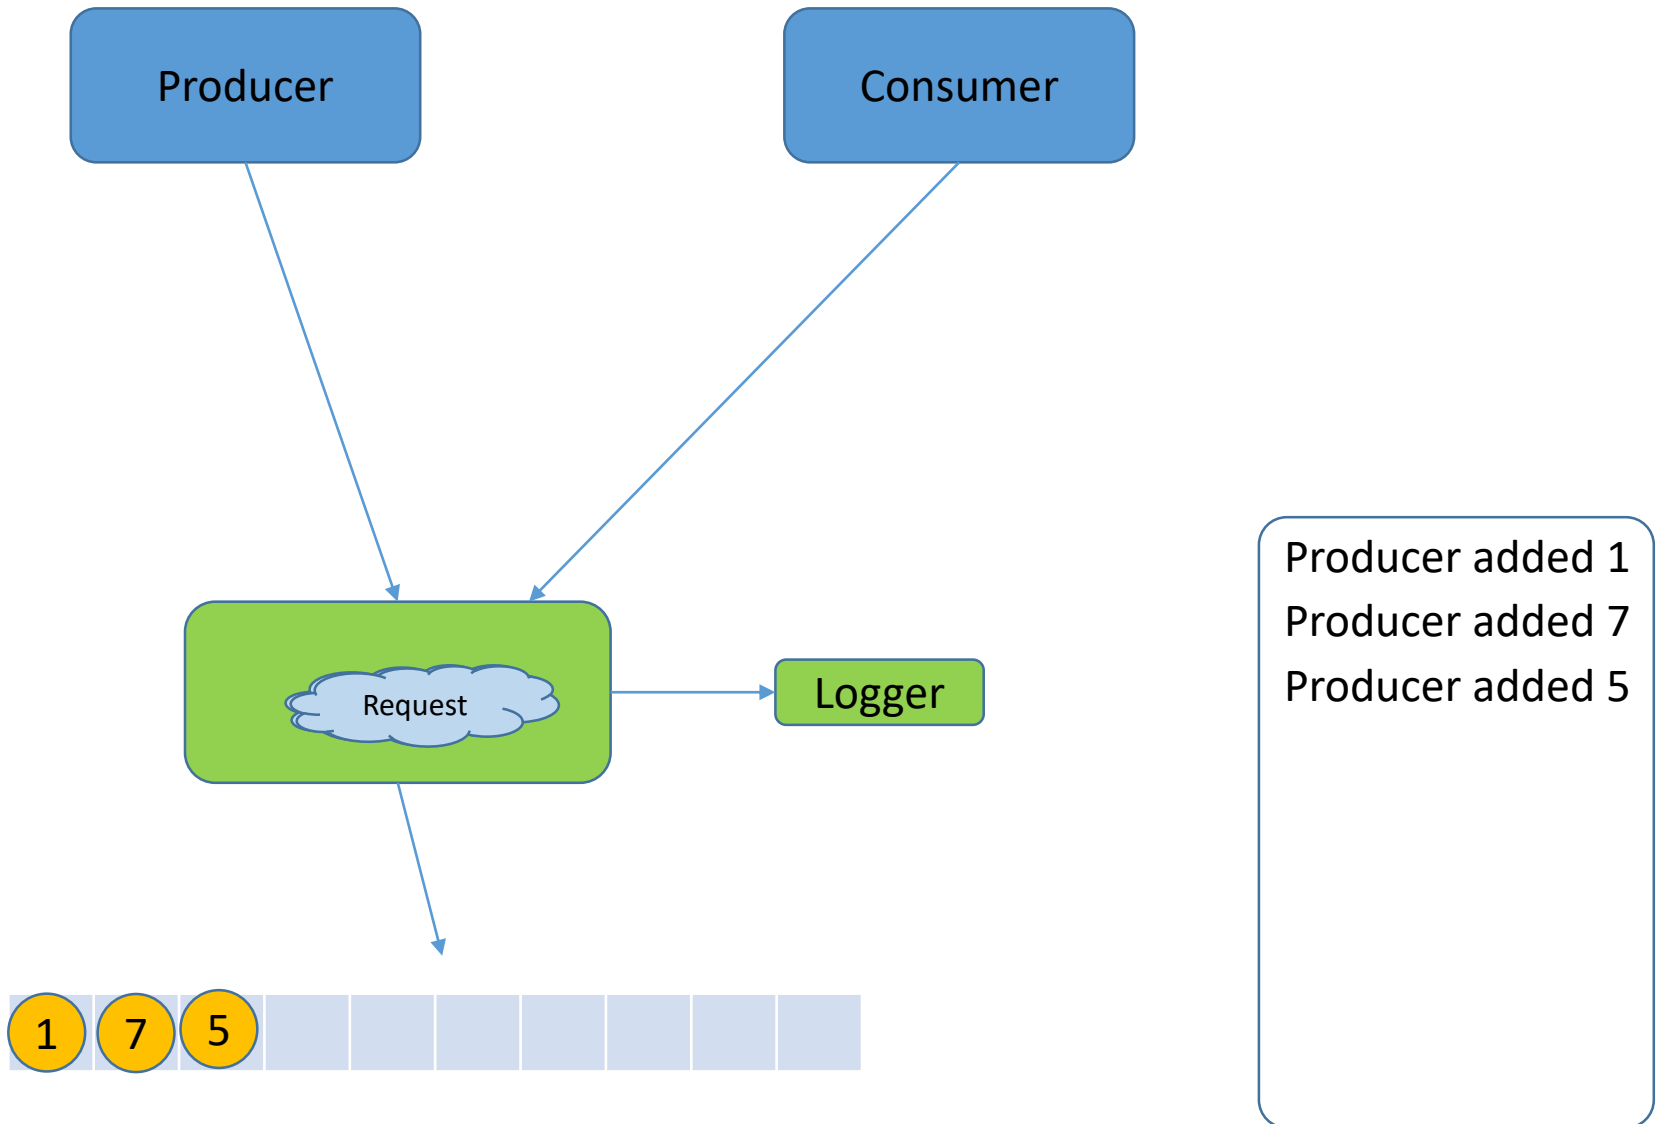 Producer
Consumer
Request
Logger
Producer added 1
Producer added 7
Producer added 5
1 7 5